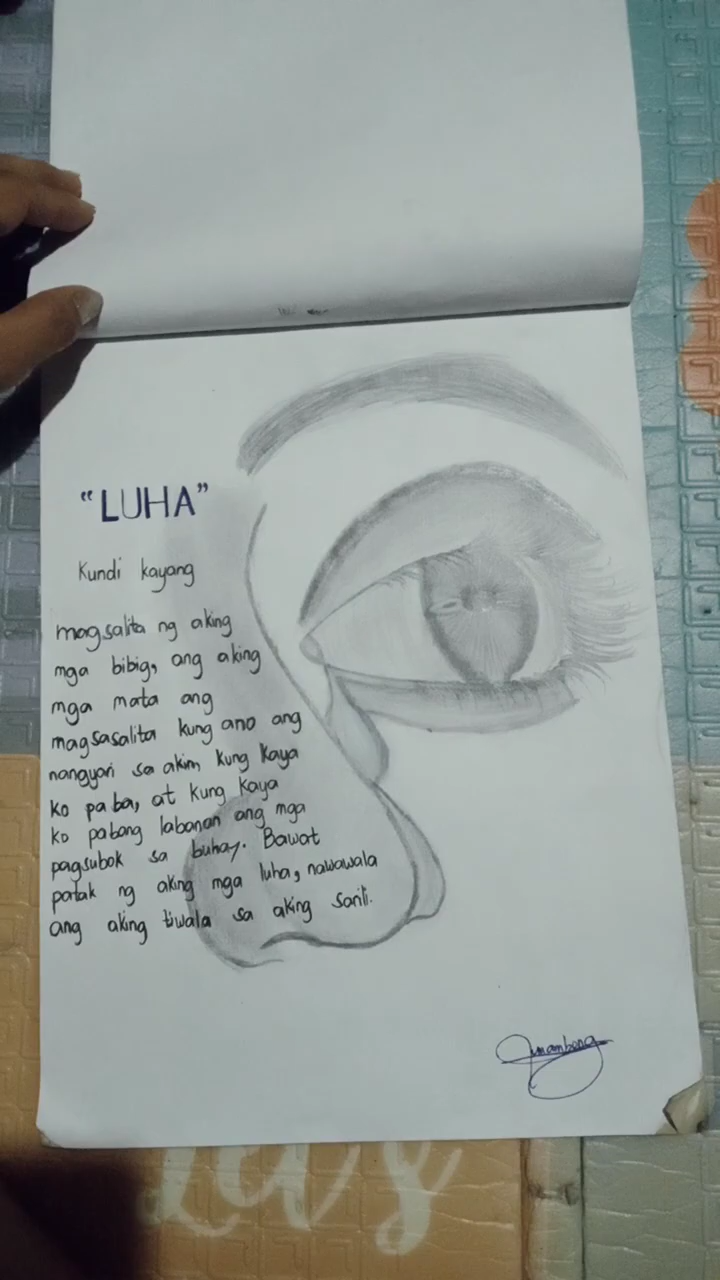 "LUHA"
Kundi kayang
magsalita ng aking
mga bibig, ang aking
mga mata ang
magsasalita kung ano ang
nangyari sa akin, kung kaya
ko pa ba, at kung kaya
ko pabang labanan ang mga
pagsubok sa buhay. Bawat
patak ng aking mga luha, nawawala
ang aking tiwala sa aking sarili.